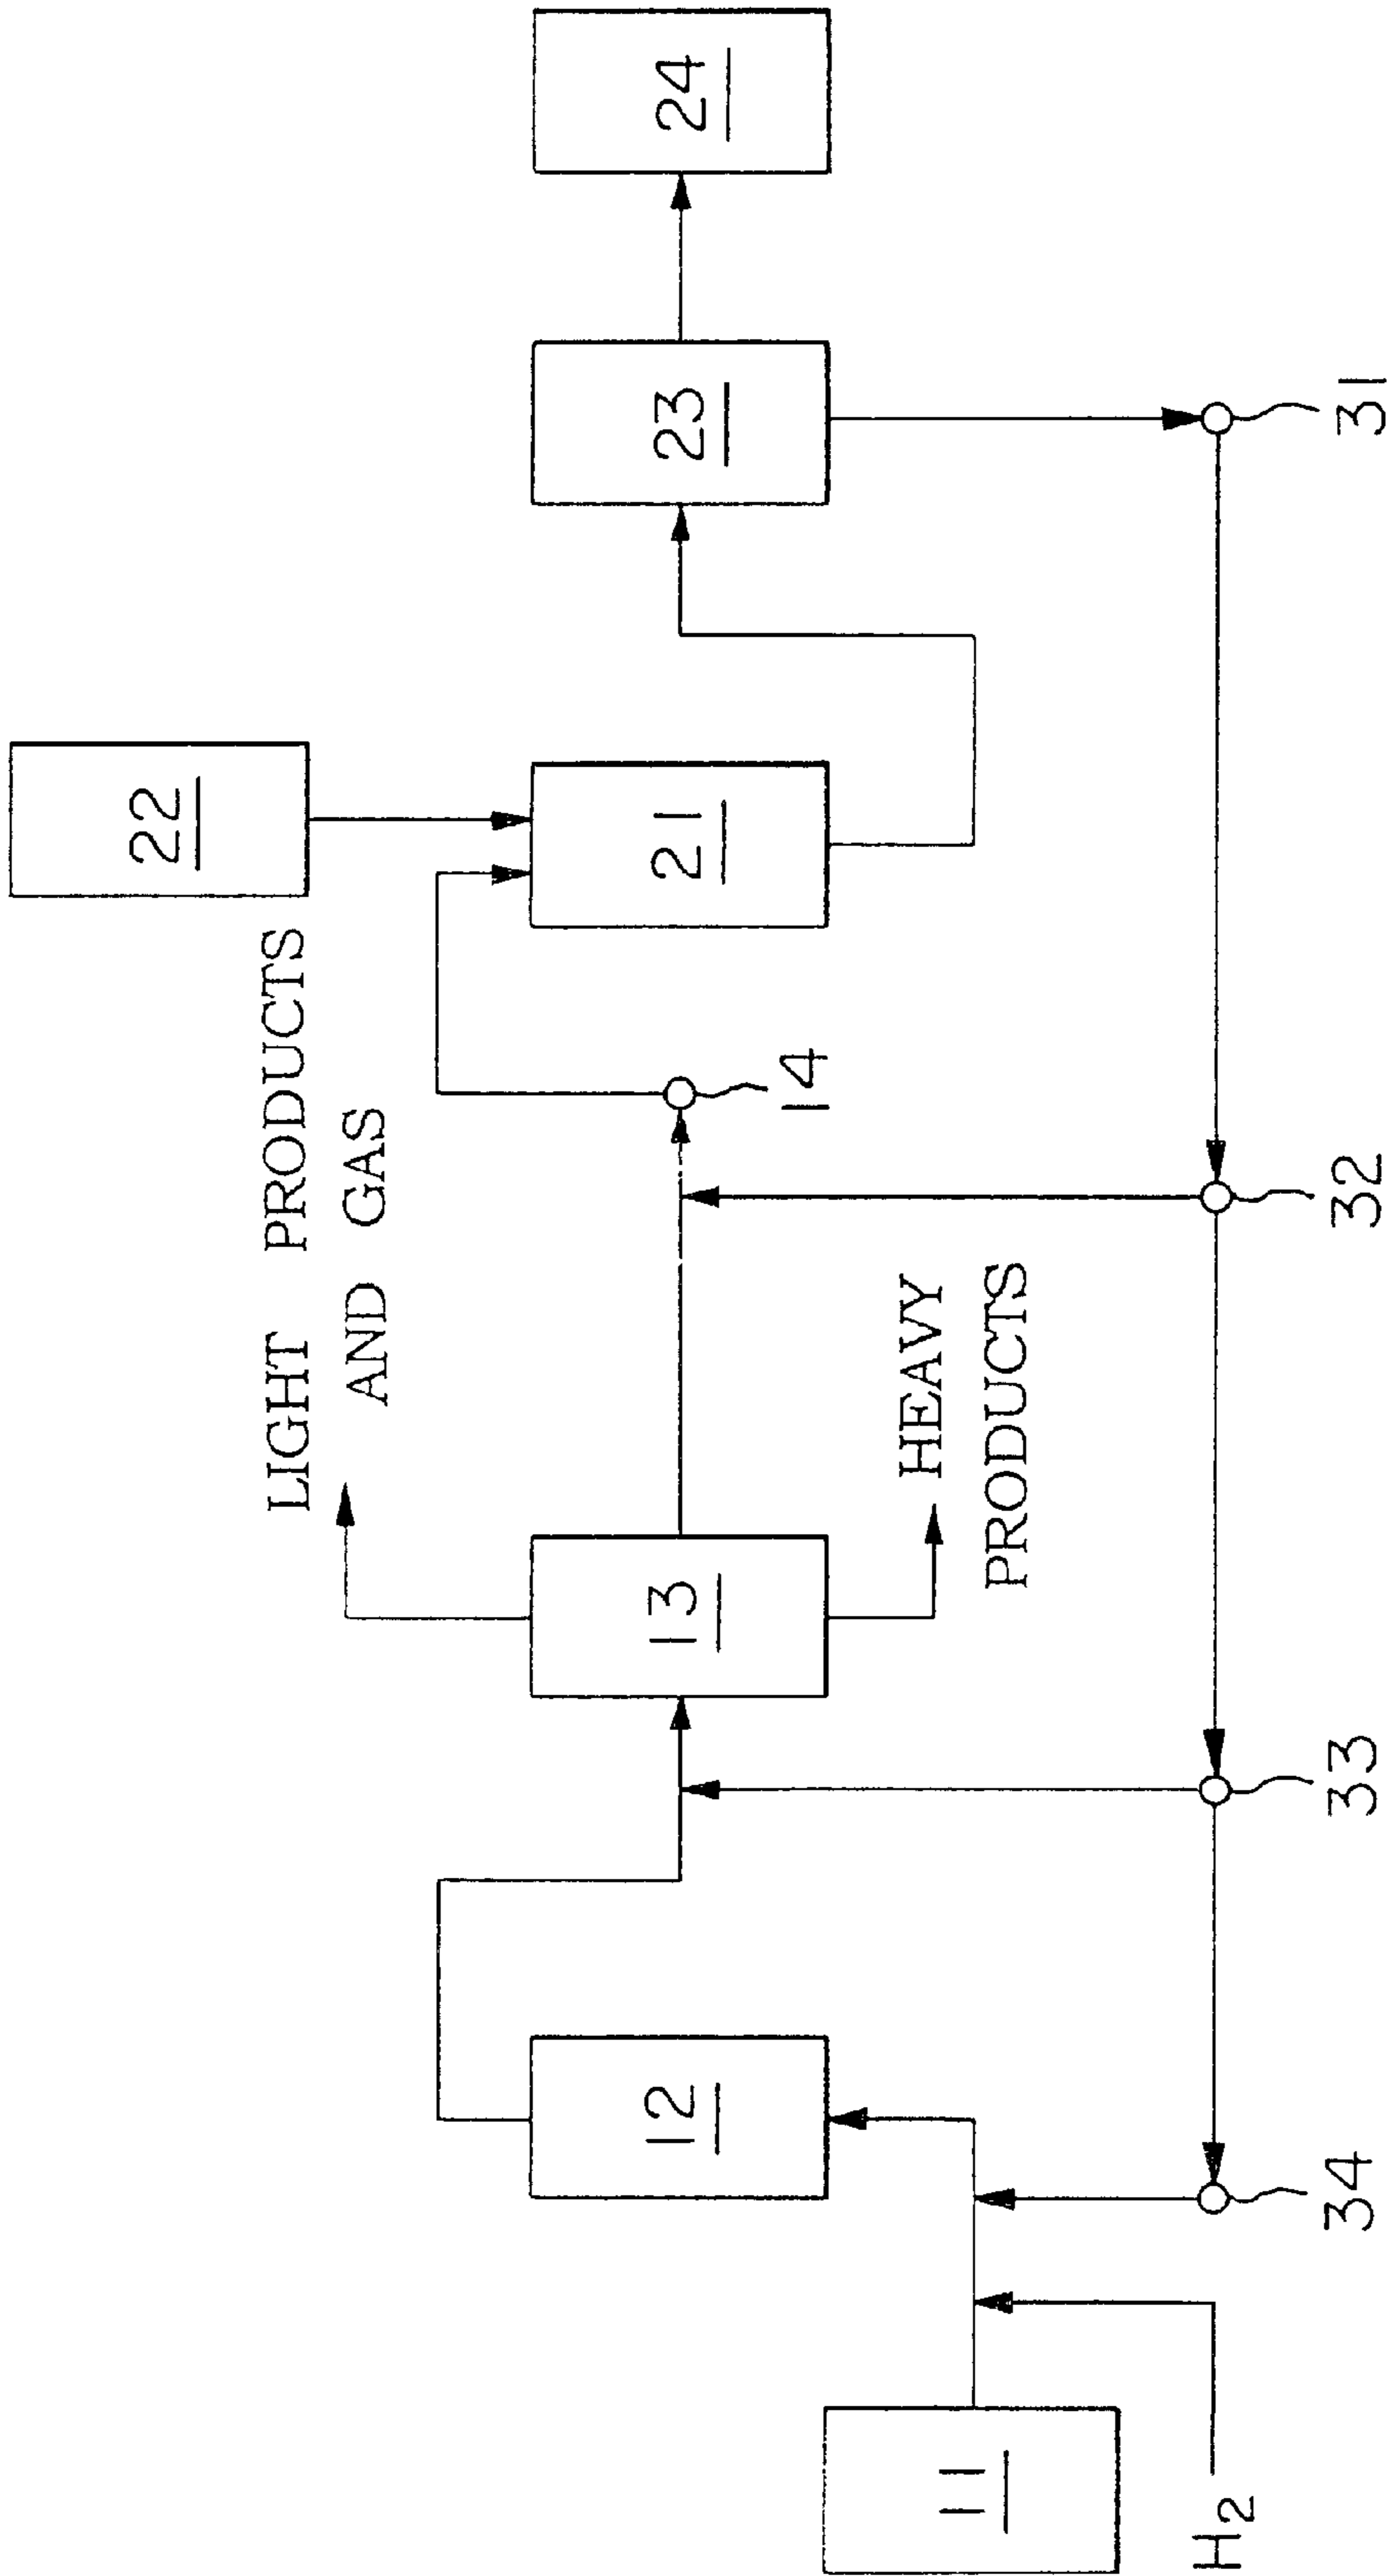 22
24
LIGHT PRODUCTS
AND GAS
12
13
21
23
14
HEAVY
PRODUCTS
11
H2
34
33
32
31